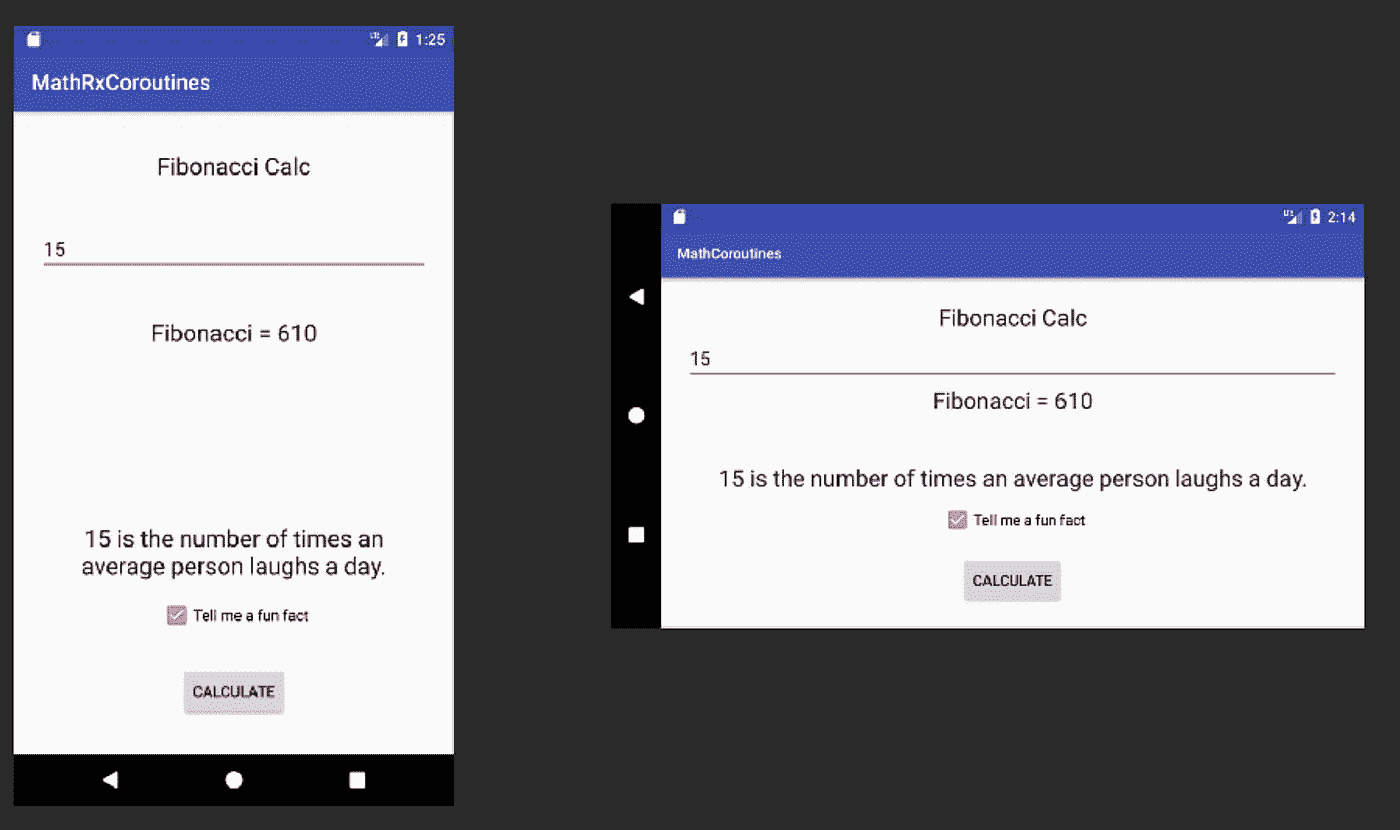 1:25
MathRxCoroutines
Fibonacci Calc
15
Fibonacci = 610
15 is the number of times an
average person laughs a day.
Tell me a fun fact
CALCULATE
2:14
MathCoroutines
Fibonacci Calc
15
Fibonacci = 610
15 is the number of times an average person laughs a day.
Tell me a fun fact
CALCULATE